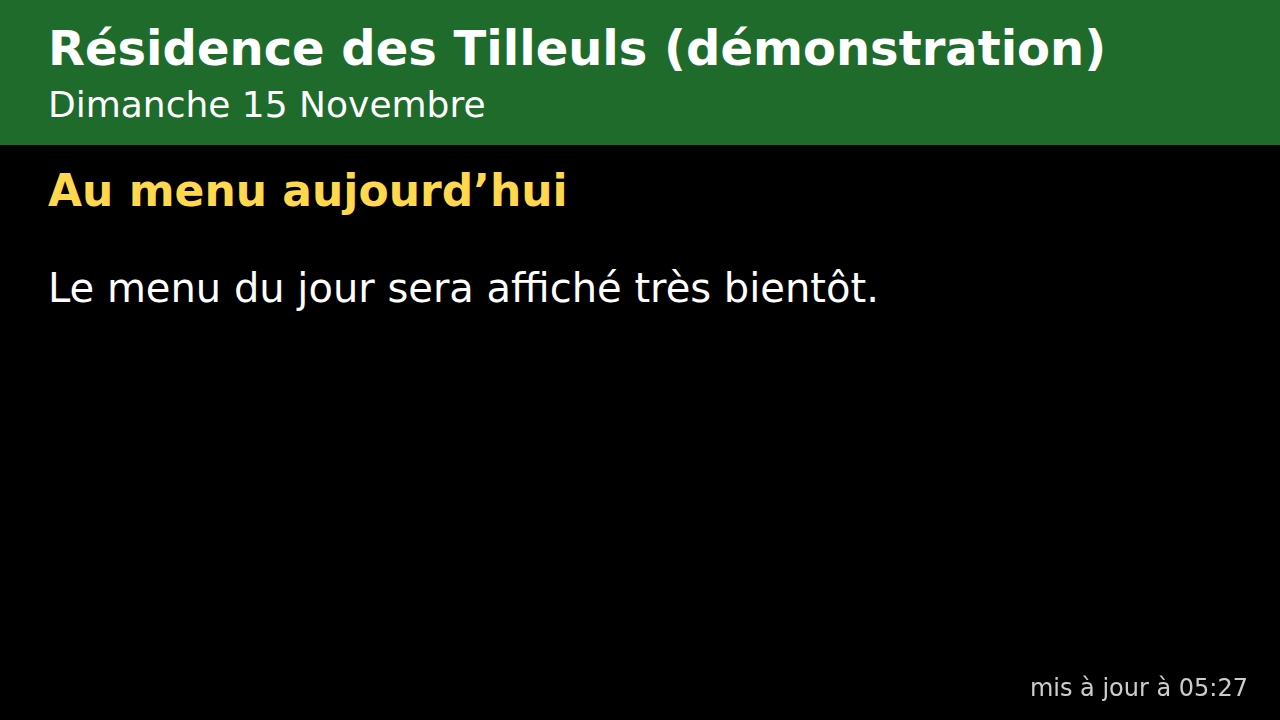 Résidence des Tilleuls (démonstration)
Dimanche 15 Novembre
Au menu aujourd’hui
Le menu du jour sera affiché très bientôt.
mis à jour à 05:27